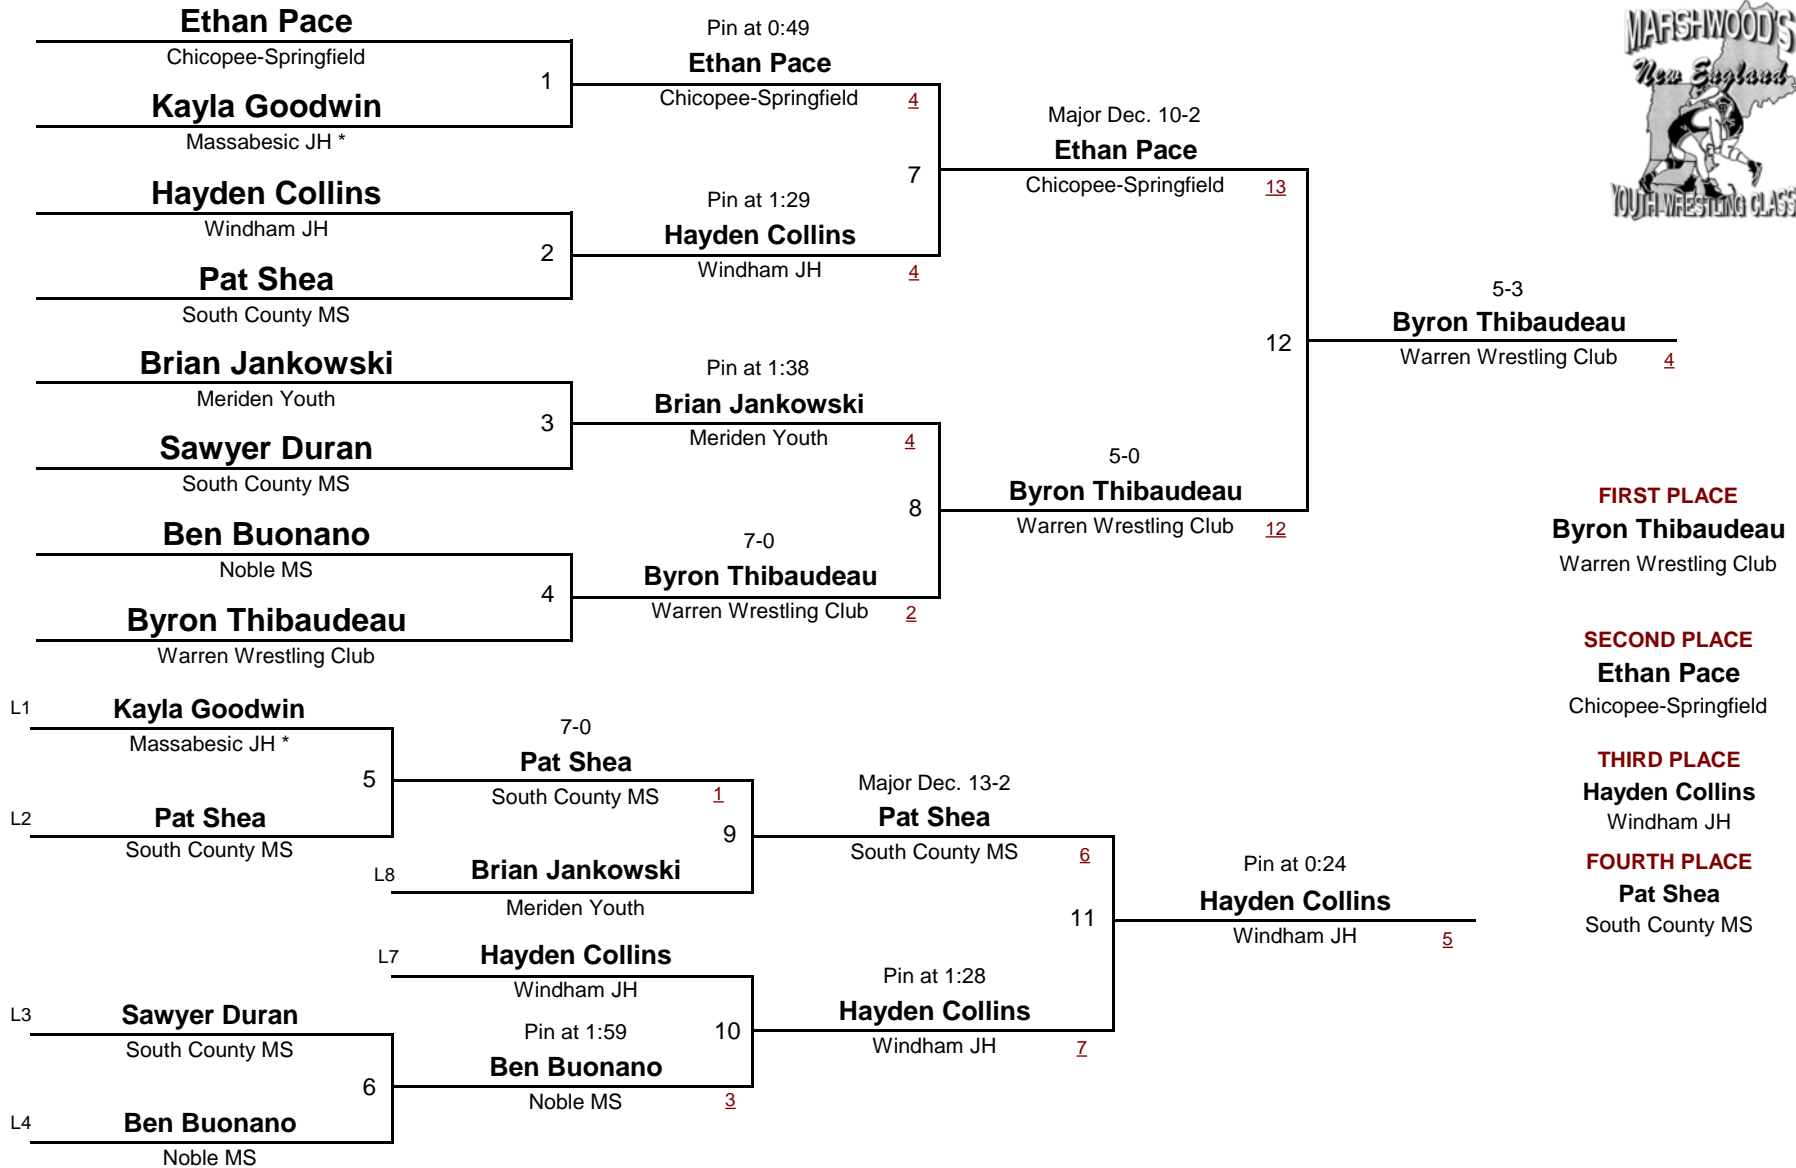 Ethan Pace
Chicopee-Springfield
1
Kayla Goodwin
Massabesic JH *
Hayden Collins
Windham JH
2
Pat Shea
South County MS
Brian Jankowski
Meriden Youth
3
Sawyer Duran
South County MS
Ben Buonano
Noble MS
4
Byron Thibaudeau
Warren Wrestling Club
Pin at 0:49
Ethan Pace
Chicopee-Springfield 4
7
Pin at 1:29
Hayden Collins
Windham JH 4
Pin at 1:38
Brian Jankowski
Meriden Youth 4
8
7-0
Byron Thibaudeau
Warren Wrestling Club 2
Major Dec. 10-2
Ethan Pace
Chicopee-Springfield 13
12
5-0
Byron Thibaudeau
Warren Wrestling Club 12
5-3
Byron Thibaudeau
Warren Wrestling Club 4
MARSHWOOD'S
New England
YOUTH WRESTLING CLASS
FIRST PLACE
Byron Thibaudeau
Warren Wrestling Club
SECOND PLACE
Ethan Pace
Chicopee-Springfield
THIRD PLACE
Hayden Collins
Windham JH
FOURTH PLACE
Pat Shea
South County MS
L1 Kayla Goodwin
Massabesic JH *
5
L2 Pat Shea
South County MS
L3 Sawyer Duran
South County MS
6
L4 Ben Buonano
Noble MS
7-0
Pat Shea
South County MS 1
9
L8 Brian Jankowski
Meriden Youth
L7 Hayden Collins
Windham JH
10
Pin at 1:59
Ben Buonano
Noble MS 3
Major Dec. 13-2
Pat Shea
South County MS 6
11
Pin at 1:28
Hayden Collins
Windham JH 7
Pin at 0:24
Hayden Collins
Windham JH 5